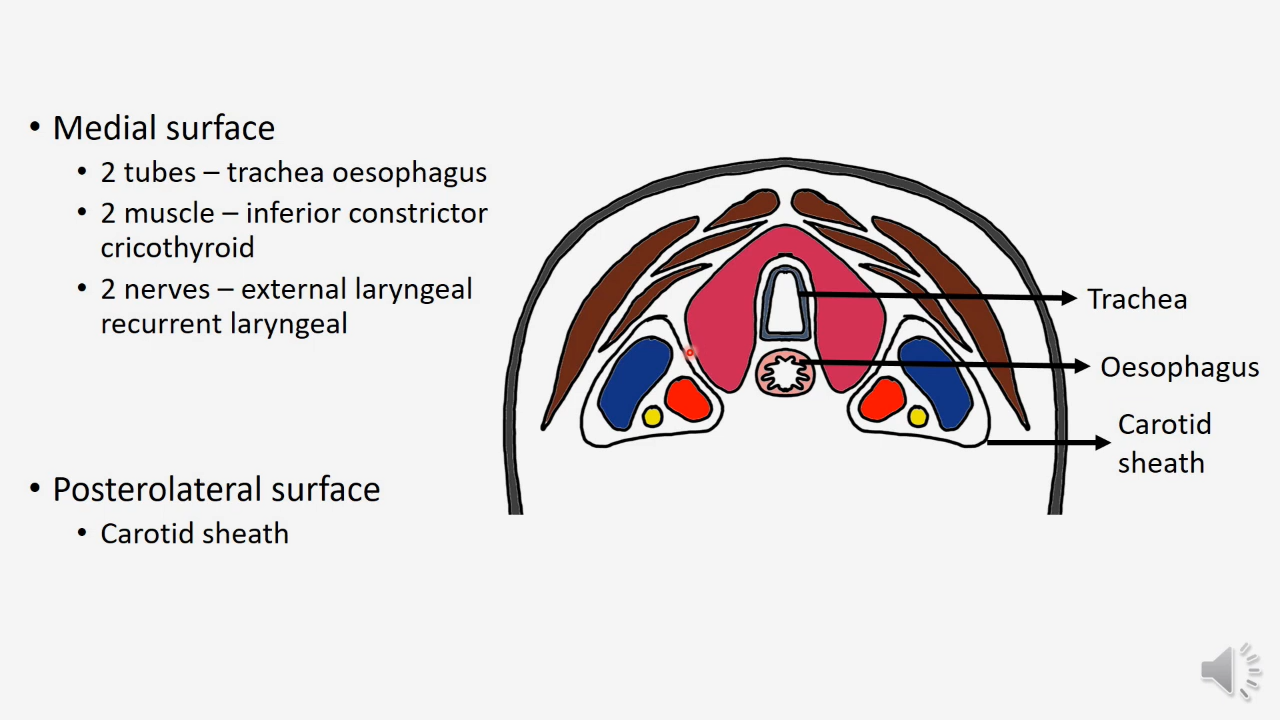 • Medial surface
• 2 tubes – trachea oesophagus
• 2 muscle – inferior constrictor
cricothyroid
• 2 nerves – external laryngeal
recurrent laryngeal
• Posterolateral surface
• Carotid sheath
Trachea
Oesophagus
Carotid
sheath